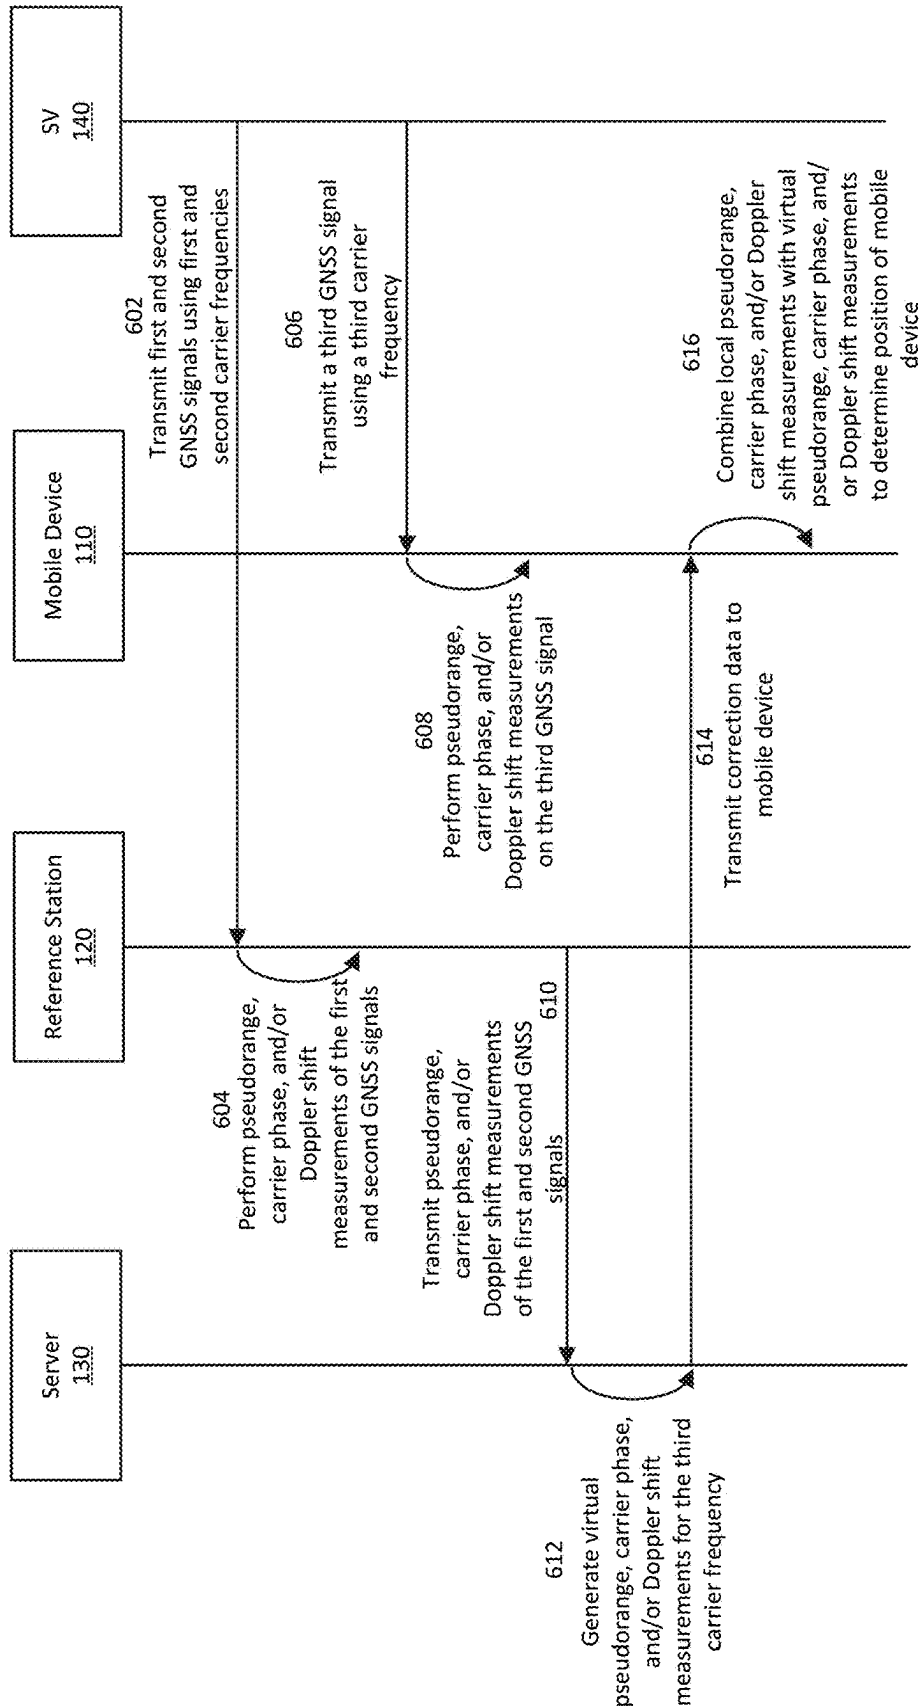 Server
130
Reference Station
120
Mobile Device
110
SV
140
602
Transmit first and second
GNSS signals using first and
second carrier frequencies
604
Perform pseudorange,
carrier phase, and/or
Doppler shift
measurements of the first
and second GNSS signals
606
Transmit a third GNSS signal
using a third carrier
frequency
608
Perform pseudorange,
carrier phase, and/or
Doppler shift measurements
on the third GNSS signal
Transmit pseudorange,
carrier phase, and/or
Doppler shift measurements
of the first and second GNSS
signals 610
612
Generate virtual
pseudorange, carrier phase,
and/or Doppler shift
measurements for the third
carrier frequency
614
Transmit correction data to
mobile device
616
Combine local pseudorange,
carrier phase, and/or Doppler
shift measurements with virtual
pseudorange, carrier phase, and/
or Doppler shift measurements
to determine position of mobile
device